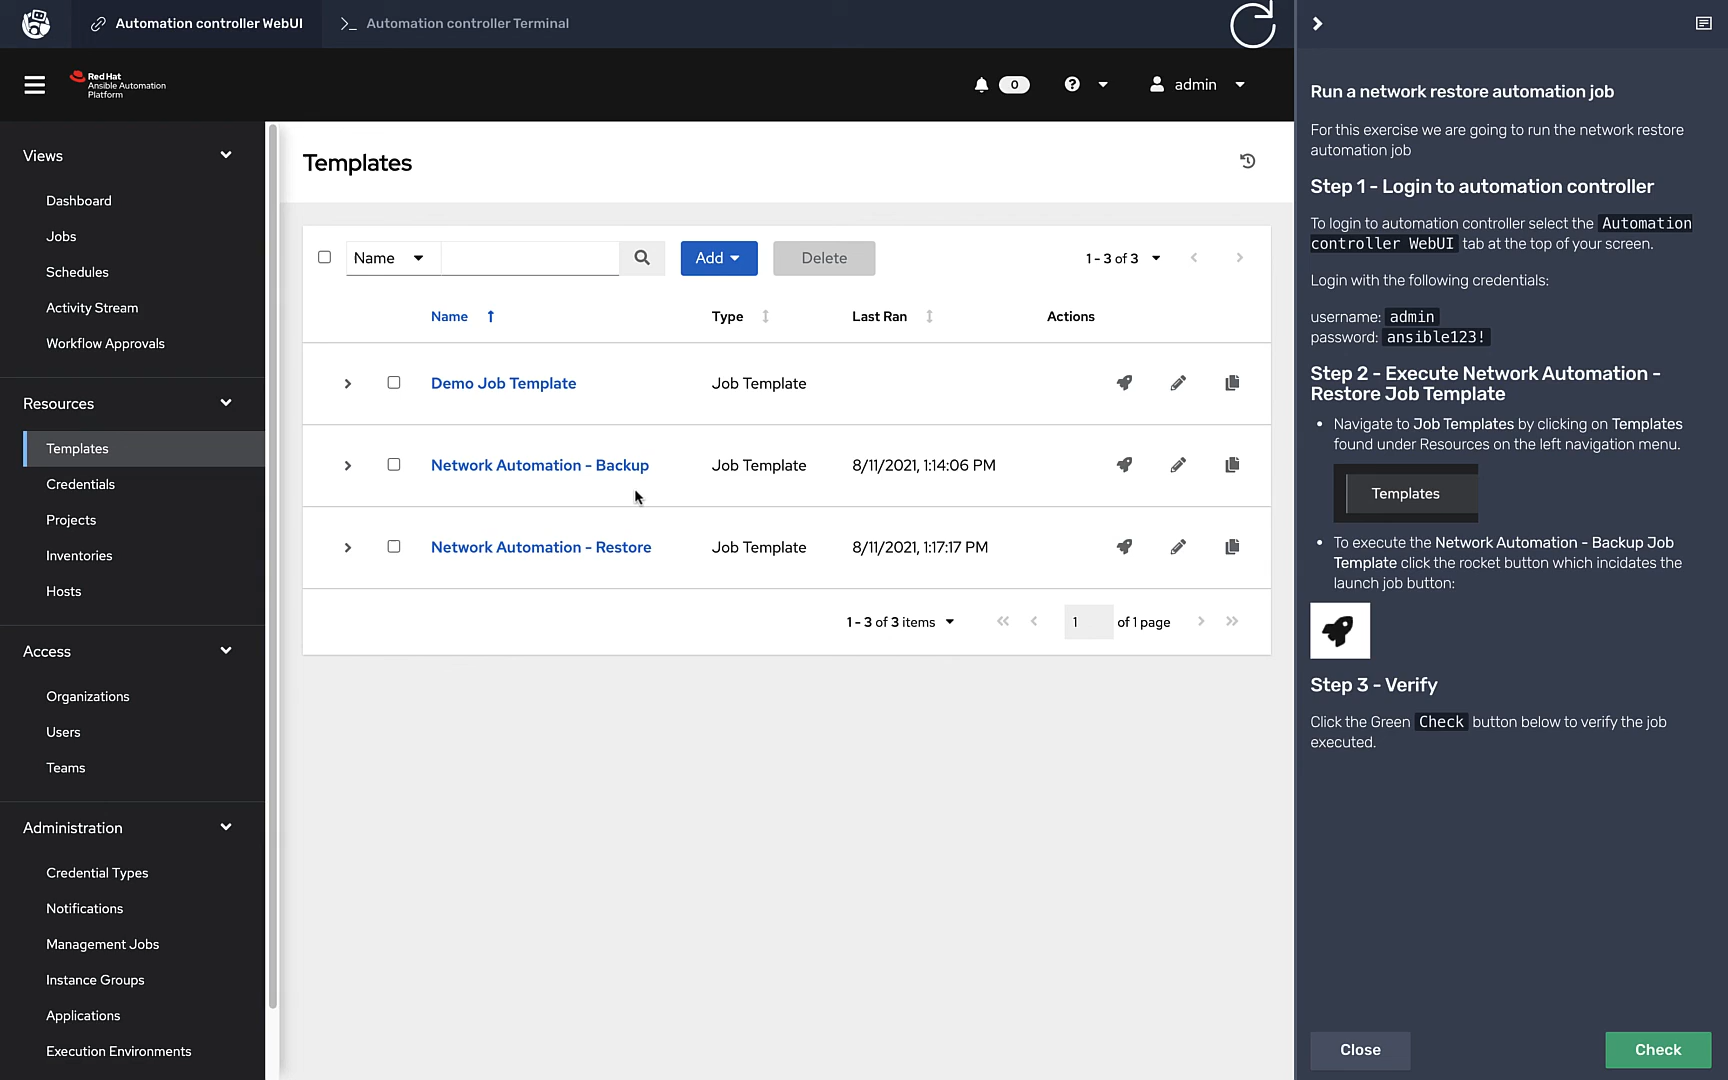 Automation controller WebUI
>_ Automation controller Terminal
Red Hat
Ansible Automation
Platform
0
admin
Views
Dashboard
Jobs
Schedules
Activity Stream
Workflow Approvals
Resources
Templates
Credentials
Projects
Inventories
Hosts
Access
Organizations
Users
Teams
Administration
Credential Types
Notifications
Management Jobs
Instance Groups
Applications
Execution Environments
Templates
Name
Add
Delete
1 - 3 of 3
Name Type Last Ran Actions
Demo Job Template Job Template
Network Automation - Backup Job Template 8/11/2021, 1:14:06 PM
Network Automation - Restore Job Template 8/11/2021, 1:17:17 PM
1 - 3 of 3 items
1 of 1 page
Run a network restore automation job
For this exercise we are going to run the network restore
automation job
Step 1 - Login to automation controller
To login to automation controller select the Automation
controller WebUI tab at the top of your screen.
Login with the following credentials:
username: admin
password: ansible123!
Step 2 - Execute Network Automation -
Restore Job Template
• Navigate to Job Templates by clicking on Templates
found under Resources on the left navigation menu.
Templates
• To execute the Network Automation - Backup Job
Template click the rocket button which incidates the
launch job button:
Step 3 - Verify
Click the Green Check button below to verify the job
executed.
Close
Check